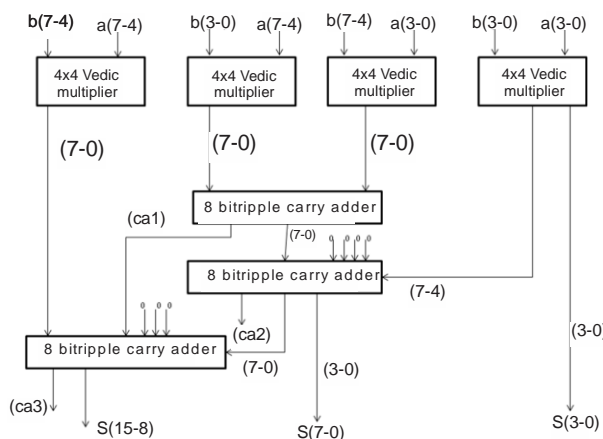 b(7-4) a(7-4) b(3-0) a(7-4) b(7-4) a(3-0) b(3-0) a(3-0)
4x4 Vedic multiplier
4x4 Vedic multiplier
4x4 Vedic multiplier
4x4 Vedic multiplier
(7-0) (7-0) (7-0)
8 bitripple carry adder
(ca1) (7-0) 0 0 0 0
8 bitripple carry adder
(7-4)
0 0 0 (ca2) (3-0)
8 bitripple carry adder
(7-0) (3-0)
(ca3)
S(15-8) S(7-0) S(3-0)